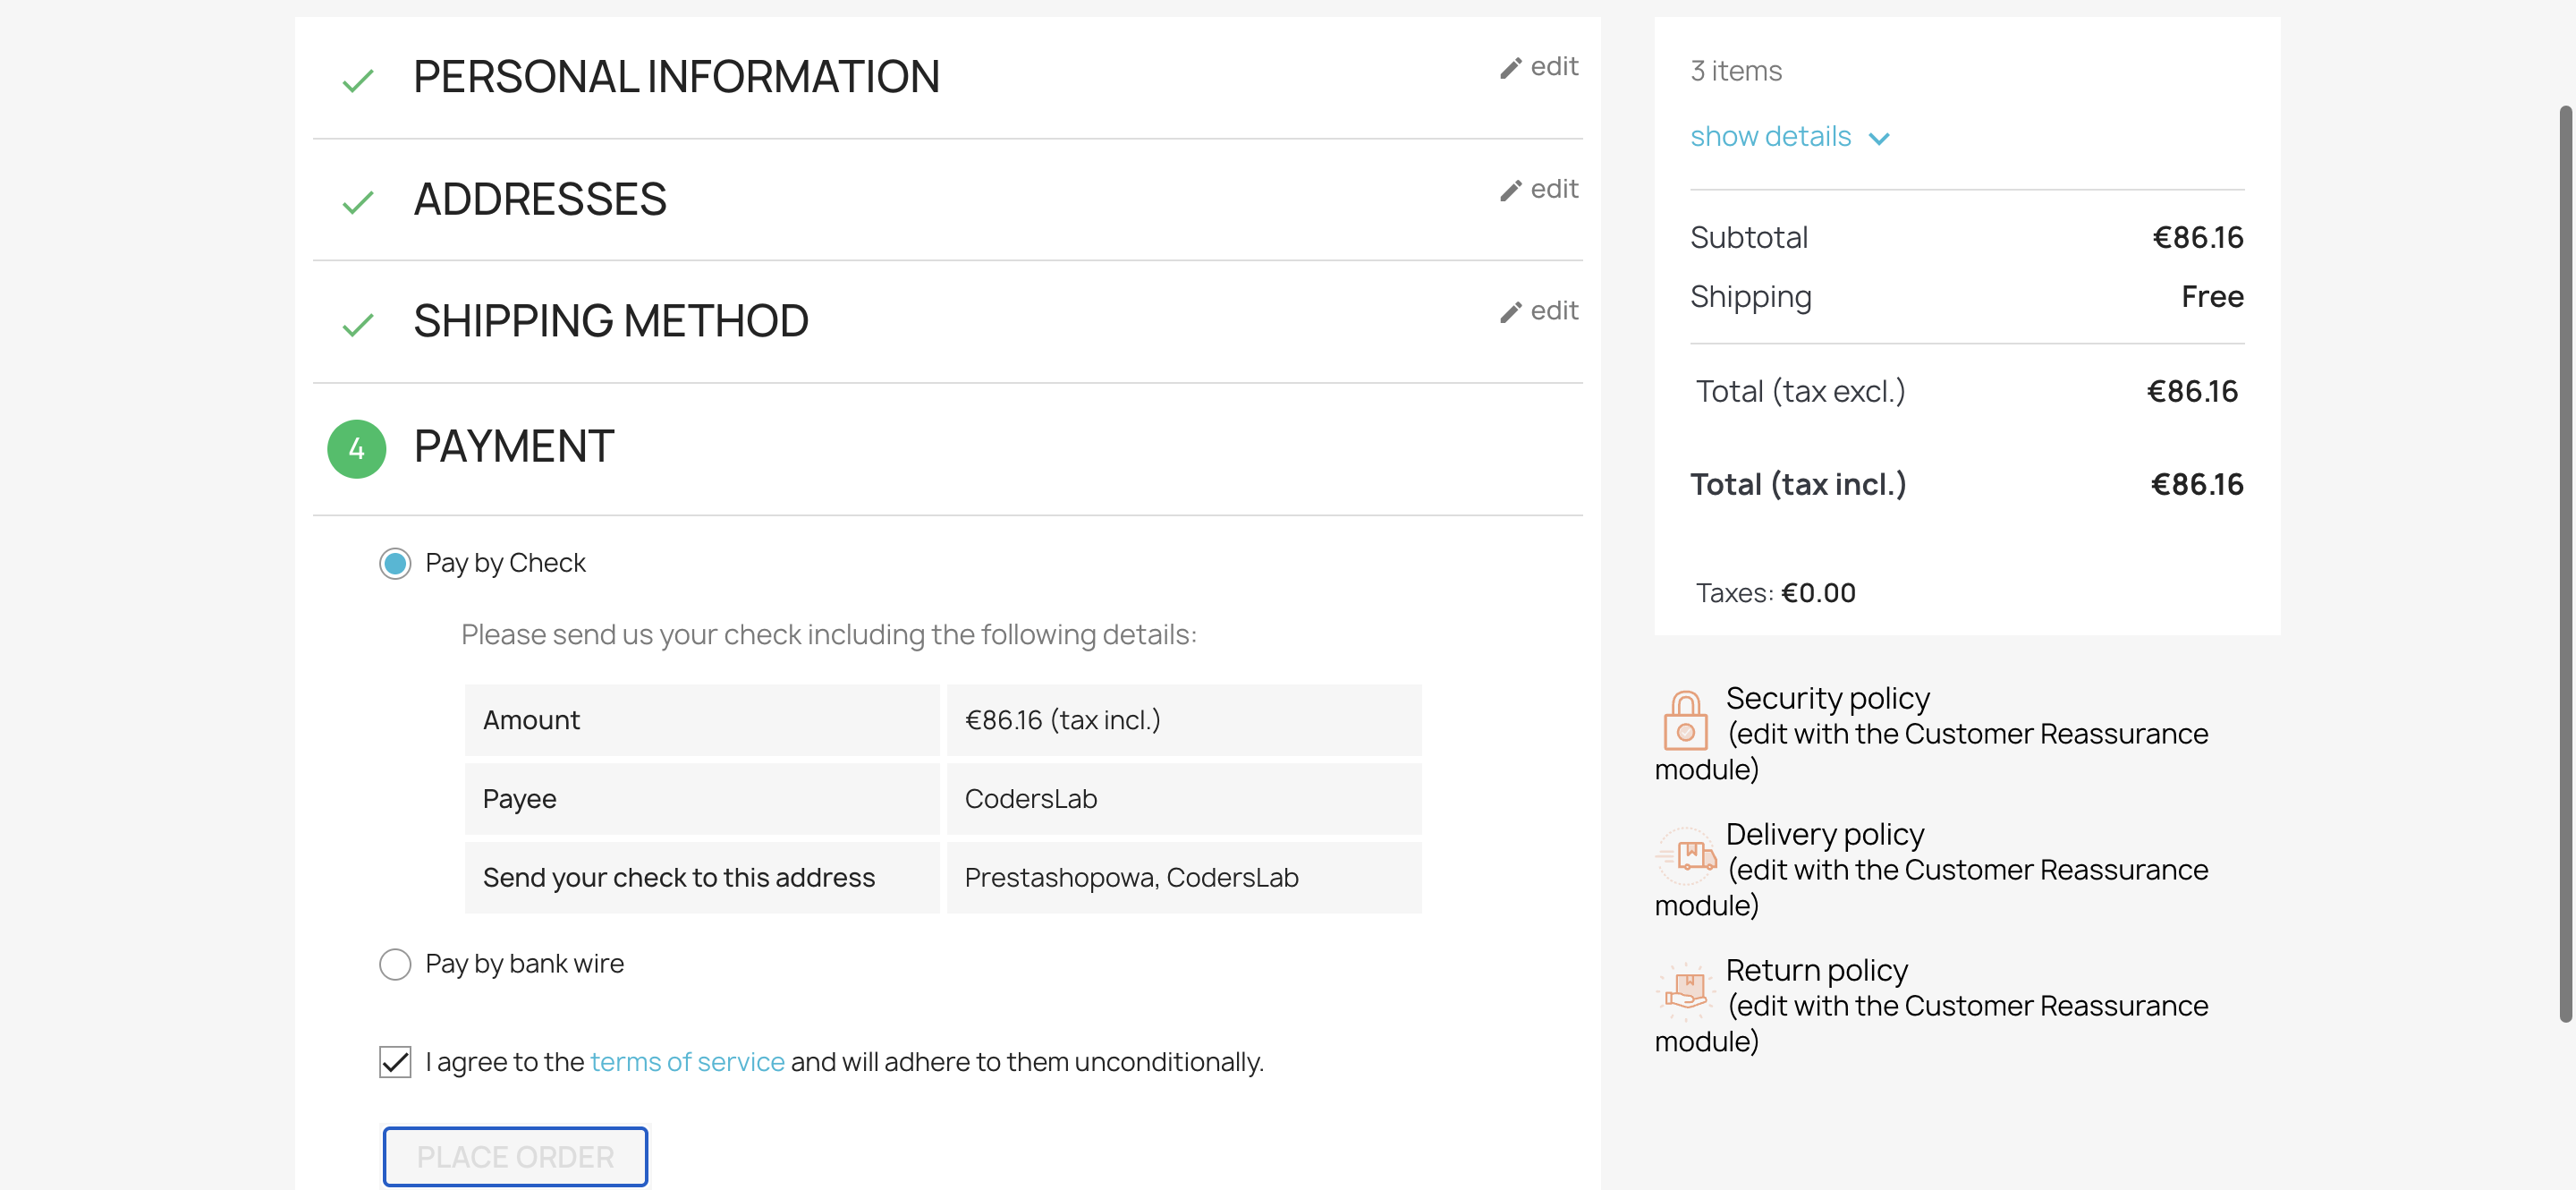 PERSONAL INFORMATION
edit
ADDRESSES
edit
SHIPPING METHOD
edit
4 PAYMENT
Pay by Check
Please send us your check including the following details:
Amount €86.16 (tax incl.)
Payee CodersLab
Send your check to this address Prestashopowa, CodersLab
Pay by bank wire
I agree to the terms of service and will adhere to them unconditionally.
PLACE ORDER
3 items
show details
Subtotal €86.16
Shipping Free
Total (tax excl.) €86.16
Total (tax incl.) €86.16
Taxes: €0.00
Security policy
(edit with the Customer Reassurance
module)
Delivery policy
(edit with the Customer Reassurance
module)
Return policy
(edit with the Customer Reassurance
module)